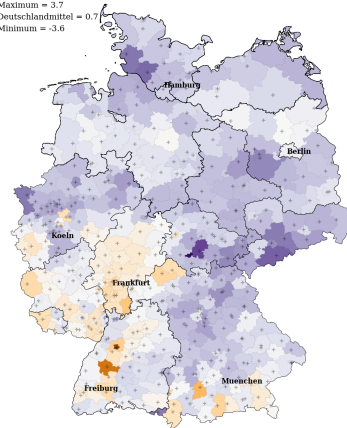 Maximum = 3.7
Deutschlandmittel = 0.7
Minimum = -3.6
Hamburg
Berlin
Koeln
Frankfurt
Muenchen
Freiburg